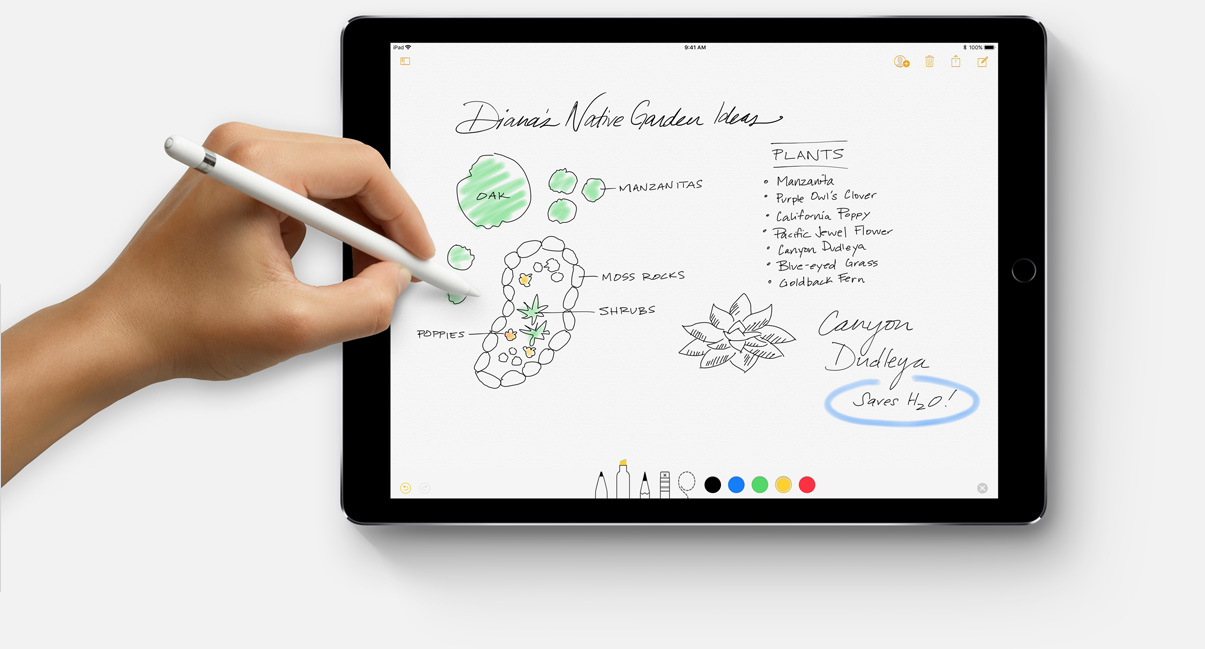 iPad
9:41 AM
100%
Diana's Native Garden Ideas
PLANTS
OAK
MANZANITAS
• Manzanita
• Purple Owl's Clover
• California Poppy
• Pacific Jewel Flower
• Canyon Dudleya
• Blue-eyed Grass
• Goldback Fern
MOSS ROCKS
SHRUBS
POPPIES
Canyon
Dudleya
Saves H₂O!